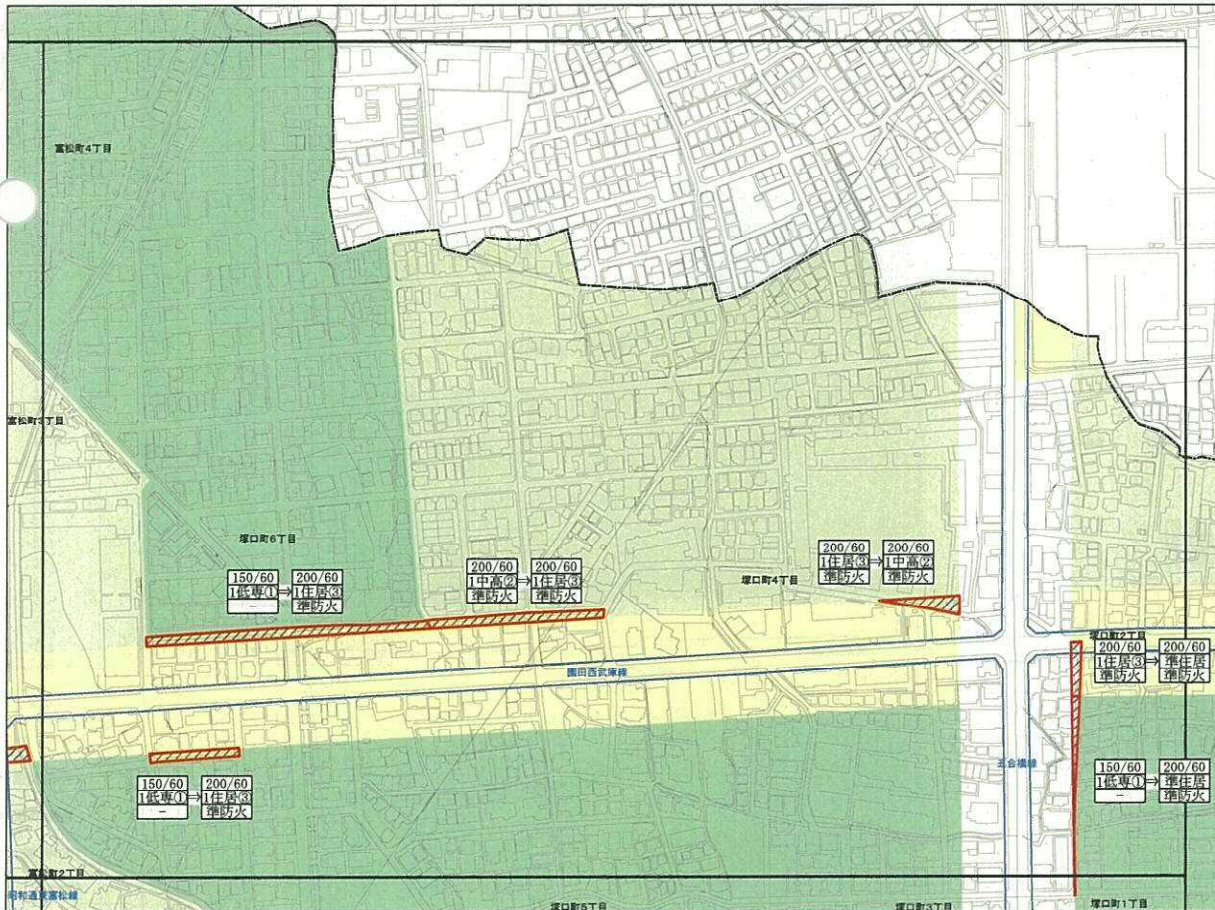 富松町4丁目
富松町3丁目
塚口町6丁目
150/60
1低専①
-
⇒
200/60
1住居③
準防火
200/60
1中高②
準防火
⇒
200/60
1住居③
準防火
200/60
1住居③
準防火
⇒
200/60
1中高②
準防火
塚口町4丁目
塚口町2丁目
200/60
1住居③
準防火
⇒
200/60
準住居
準防火
園田西武庫線
五合橋線
150/60
1低専①
-
⇒
200/60
1住居③
準防火
150/60
1低専①
-
⇒
200/60
準住居
準防火
富松町2丁目
昭和通東富松線
塚口町5丁目
塚口町3丁目
塚口町1丁目